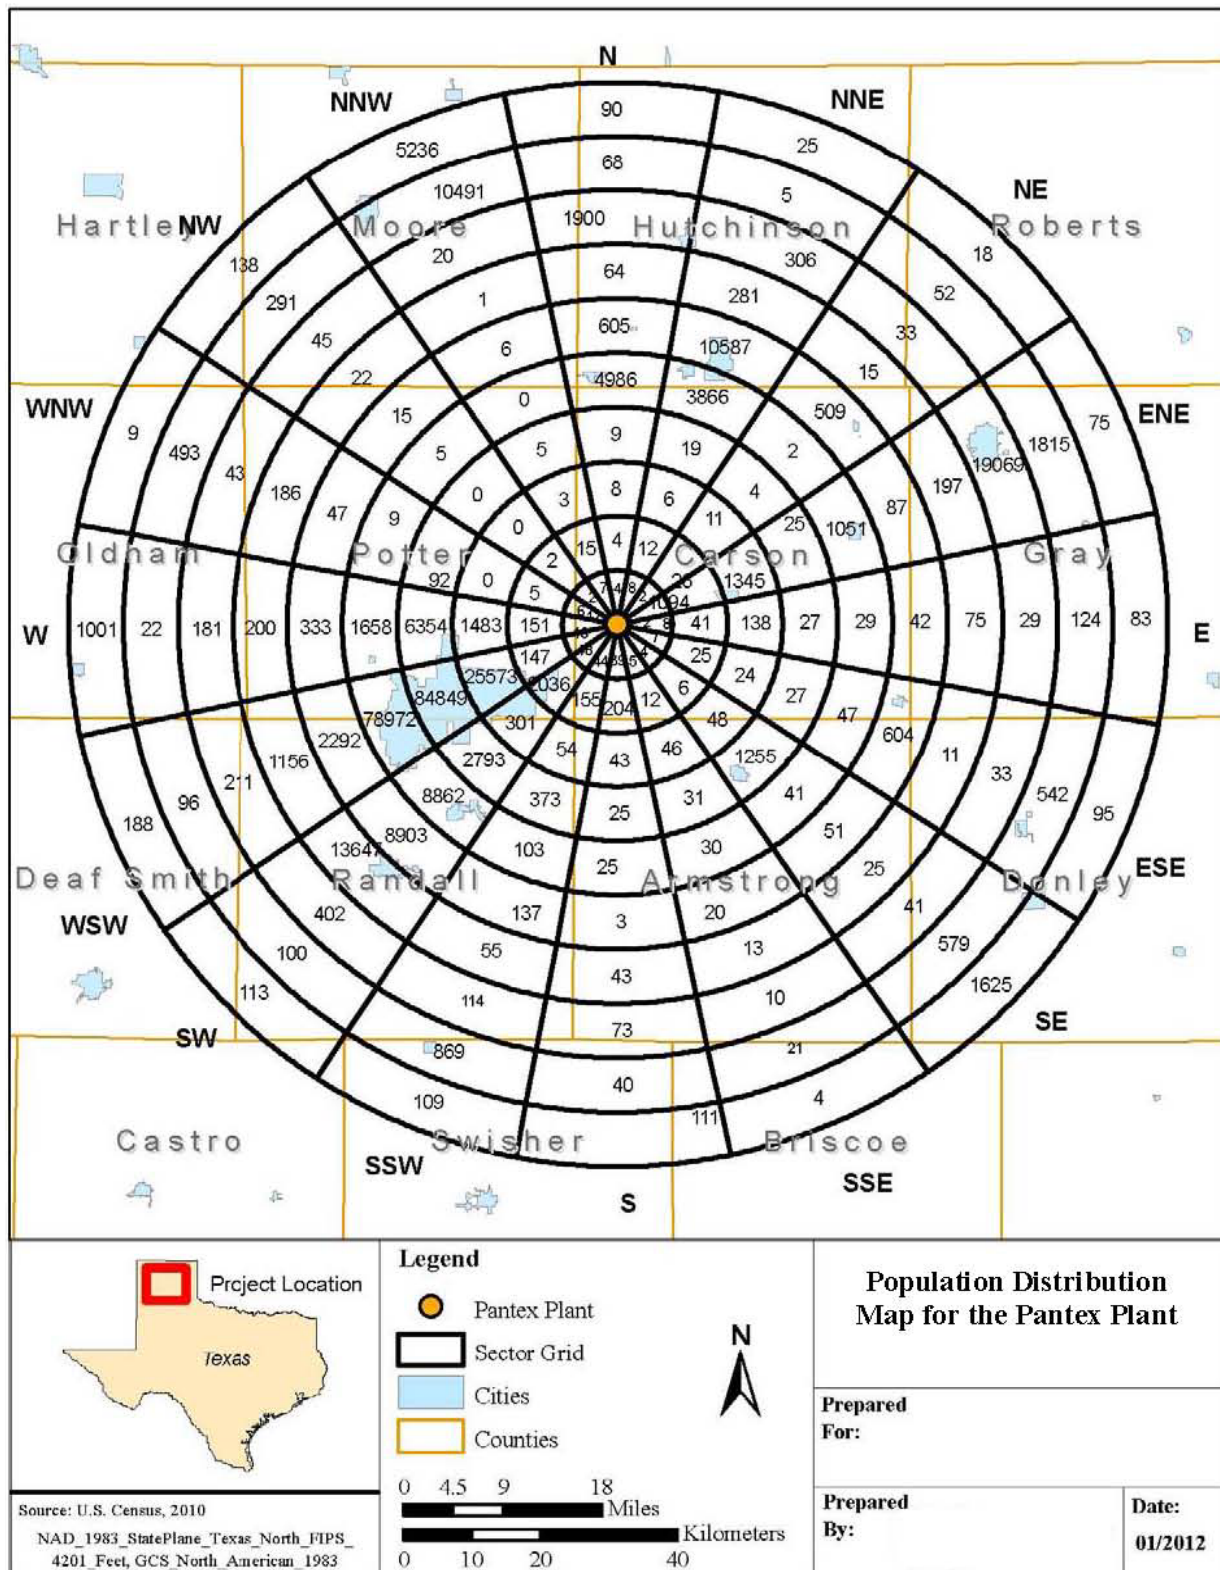 N
NNW
NNE
90
5236
25
68
10491
5
NE
1900
Hartley
NW
Moore
Hutchinson
Roberts
20
306
18
138
64
291
1
281
52
605
45
6
10587
33
22
4986
15
WNW
0
3866
509
ENE
15
75
9
9
1815
493
5
5
19
2
19069
43
186
0
3
8
6
4
197
47
9
0
11
25
87
1051
15
4
12
Oldham
Potter
2
Carson
Gray
92
0
5
26
1345
1094
W
1001
22
181
200
333
1658
6354
1483
151
41
138
27
29
42
75
29
124
83
E
147
25
25573
2036
6
24
84849
155
204
12
27
78972
301
48
47
2292
54
43
46
604
1156
2793
1255
11
211
8862
373
25
31
41
33
96
542
188
8903
95
13647
103
25
30
51
25
Deaf Smith
Randall
Armstrong
Donley
ESE
402
137
3
20
41
WSW
100
55
13
579
43
113
114
10
1625
SW
73
SE
869
21
40
109
111
4
Castro
Swisher
Briscoe
SSW
SSE
S
Project Location
Texas
Source: U.S. Census, 2010
NAD_1983_StatePlane_Texas_North_FIPS_
4201_Feet, GCS_North_American_1983
Legend
Pantex Plant
Sector Grid
Cities
Counties
N
0 4.5 9 18
Miles
Kilometers
0 10 20 40
Population Distribution
Map for the Pantex Plant
Prepared
For:
Prepared
By:
Date:
01/2012